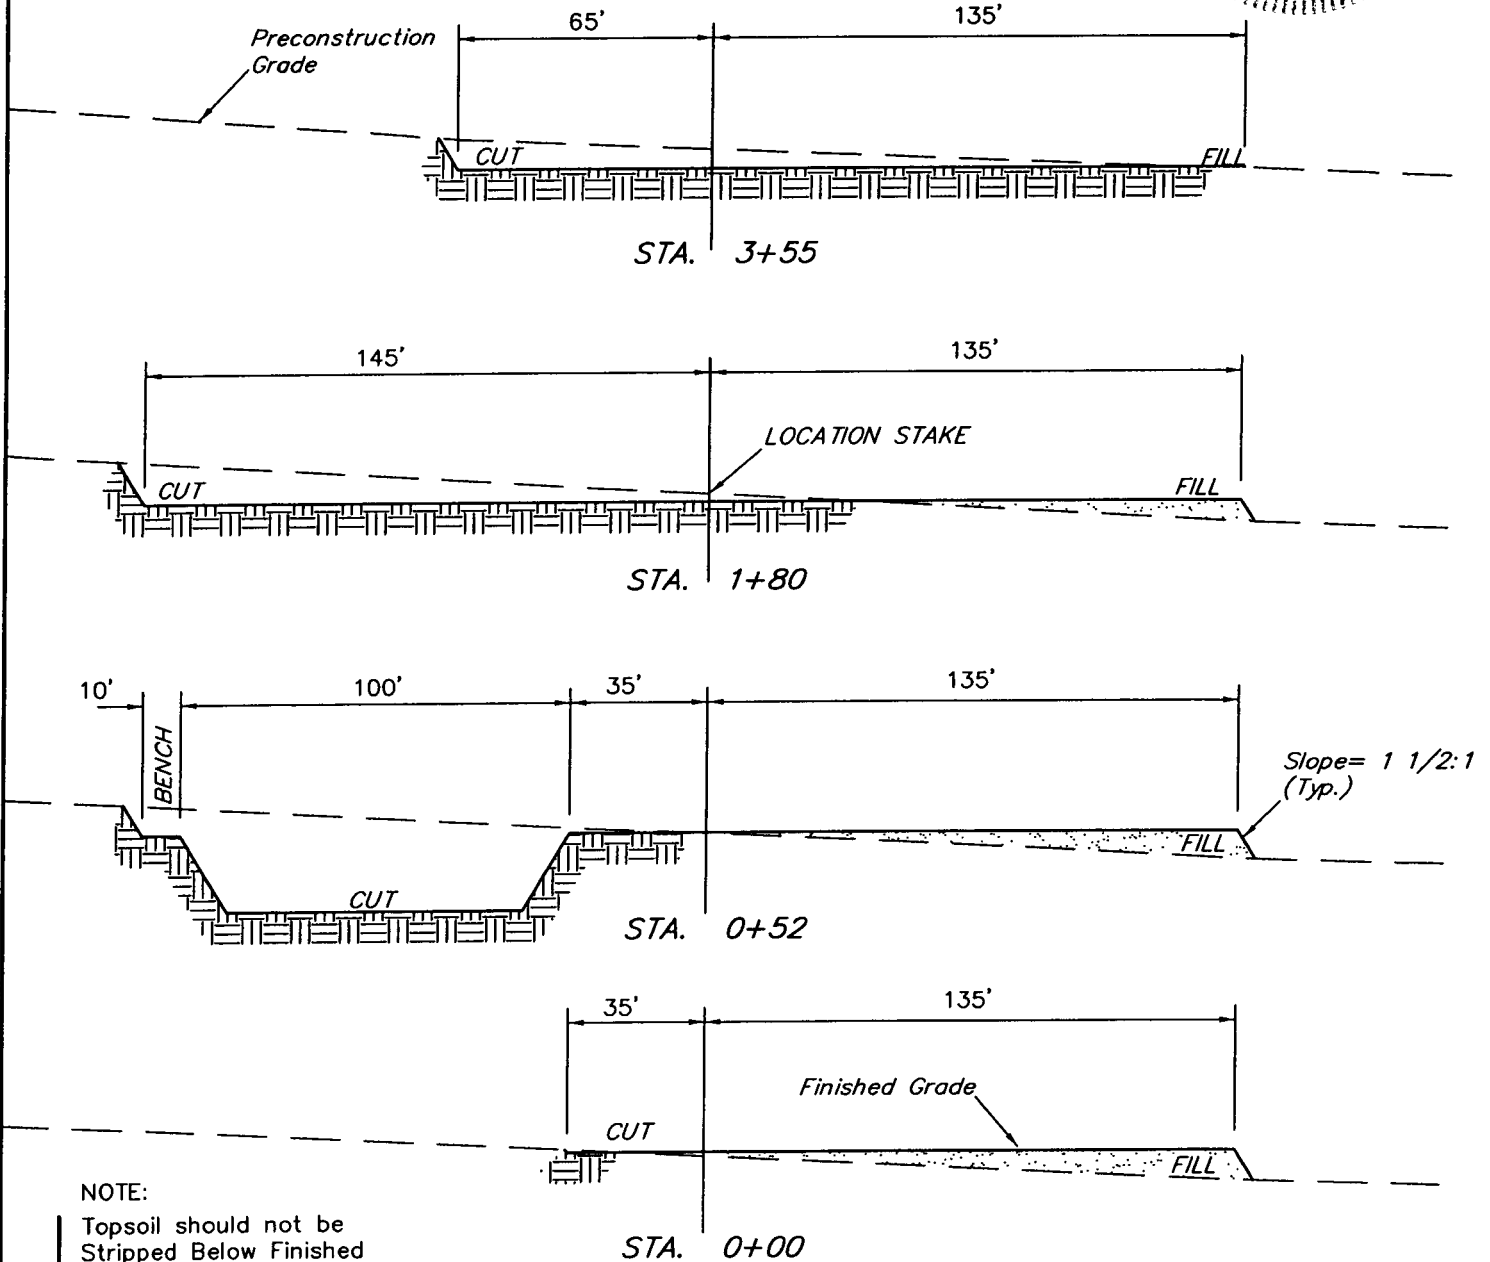 65'
135'
Preconstruction
Grade
CUT
FILL
STA. 3+55
145'
135'
LOCATION STAKE
CUT
FILL
STA. 1+80
10'
100'
35'
135'
BENCH
Slope= 1 1/2:1
(Typ.)
FILL
CUT
STA. 0+52
35'
135'
Finished Grade
CUT
FILL
NOTE:
Topsoil should not be
Stripped Below Finished
STA. 0+00